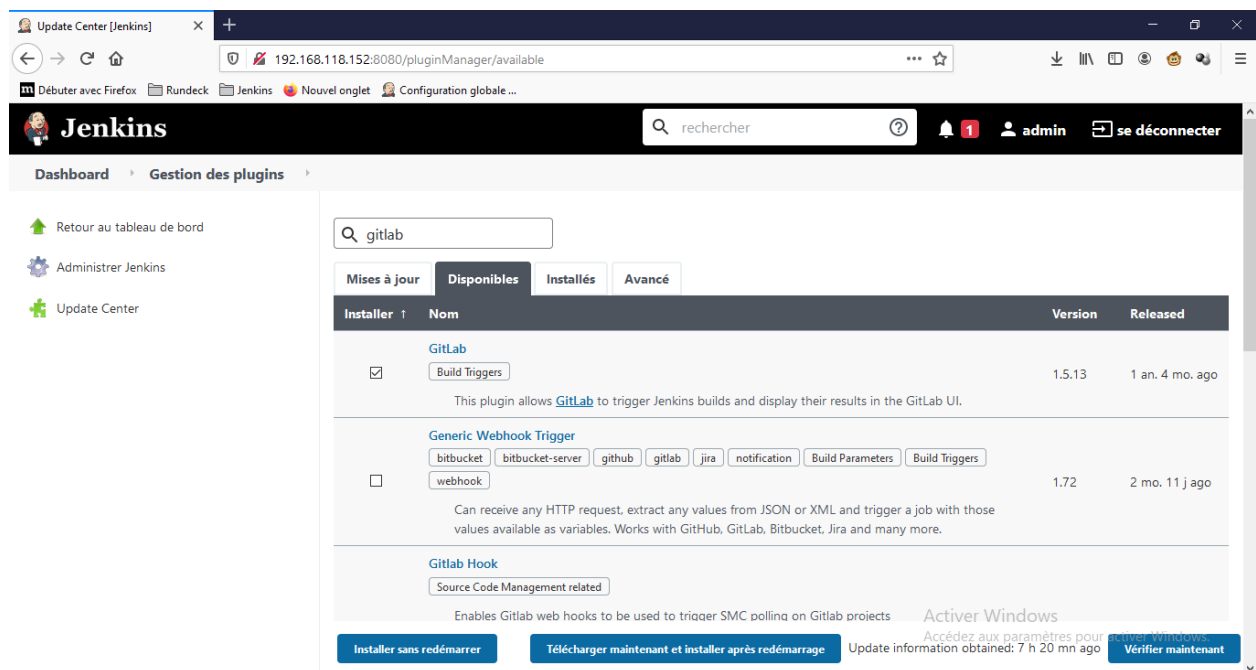 Update Center [Jenkins]
192.168.118.152:8080/pluginManager/available
Débuter avec Firefox Rundeck Jenkins Nouvel onglet Configuration globale ...
Jenkins
rechercher
1
admin
se déconnecter
Dashboard Gestion des plugins
Retour au tableau de bord
Administrer Jenkins
Update Center
gitlab
Mises à jour Disponibles Installés Avancé
Installer ↑ Nom Version Released
GitLab
Build Triggers
1.5.13 1 an. 4 mo. ago
This plugin allows GitLab to trigger Jenkins builds and display their results in the GitLab UI.
Generic Webhook Trigger
bitbucket bitbucket-server github gitlab jira notification Build Parameters Build Triggers
webhook
1.72 2 mo. 11 j ago
Can receive any HTTP request, extract any values from JSON or XML and trigger a job with those
values available as variables. Works with GitHub, GitLab, Bitbucket, Jira and many more.
Gitlab Hook
Source Code Management related
Enables Gitlab web hooks to be used to trigger SMC polling on Gitlab projects
Activer Windows
Accédez aux paramètres pour activer Windows.
Installer sans redémarrer Télécharger maintenant et installer après redémarrage Update information obtained: 7 h 20 mn ago Vérifier maintenant